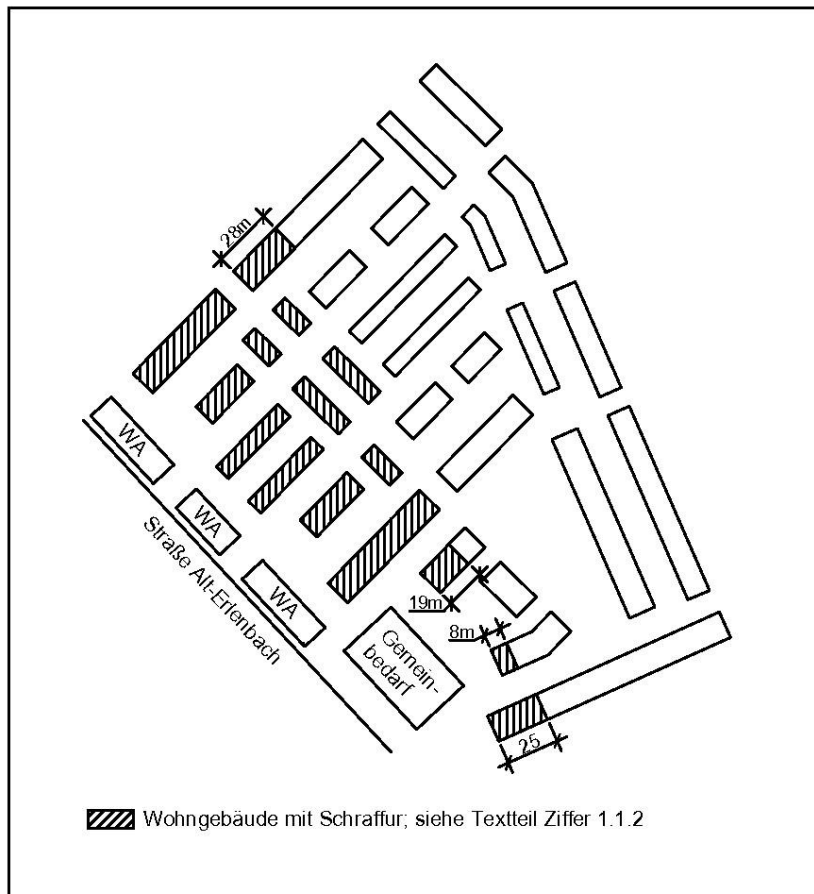 28m
WA
WA
WA
Straße Alt-Erlenbach
19m
8m
Gemein-
bedarf
25
Wohngebäude mit Schraffur; siehe Textteil Ziffer 1.1.2